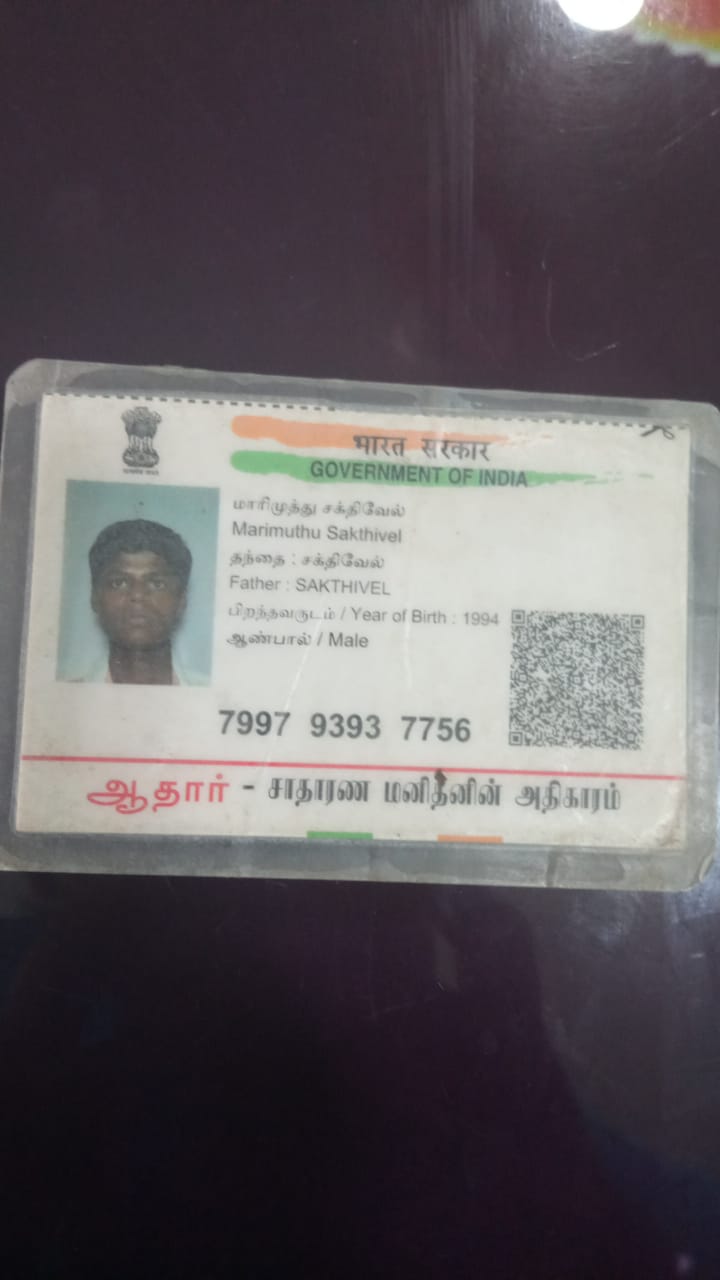 भारत सरकार
GOVERNMENT OF INDIA
மாரிமுத்து சக்திவேல்
Marimuthu Sakthivel
தந்தை : சக்திவேல்
Father : SAKTHIVEL
பிறந்தவருடம் / Year of Birth : 1994
ஆண்பால் / Male
7997 9393 7756
ஆதார் - சாதாரண மனிதனின் அதிகாரம்